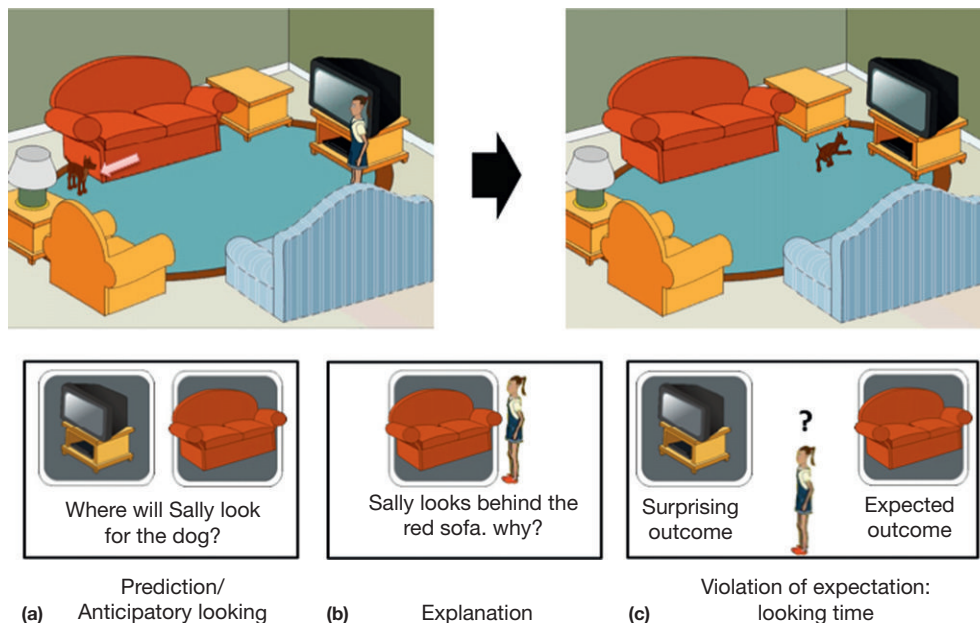 Where will Sally look
for the dog?
Sally looks behind the
red sofa. why?
?
Surprising
outcome
Expected
outcome
(a) Prediction/
Anticipatory looking
(b) Explanation
(c) Violation of expectation:
looking time